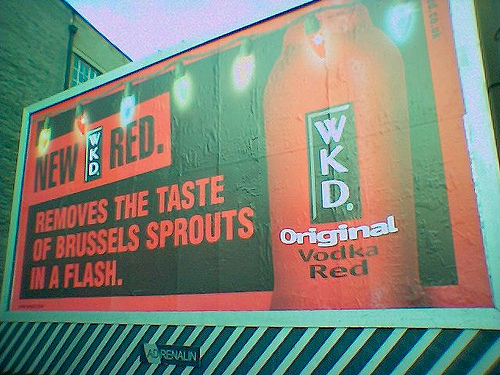 NEW WKD. RED.
REMOVES THE TASTE
OF BRUSSELS SPROUTS
IN A FLASH.
WKD.
Original
Vodka
Red
ADRENALIN